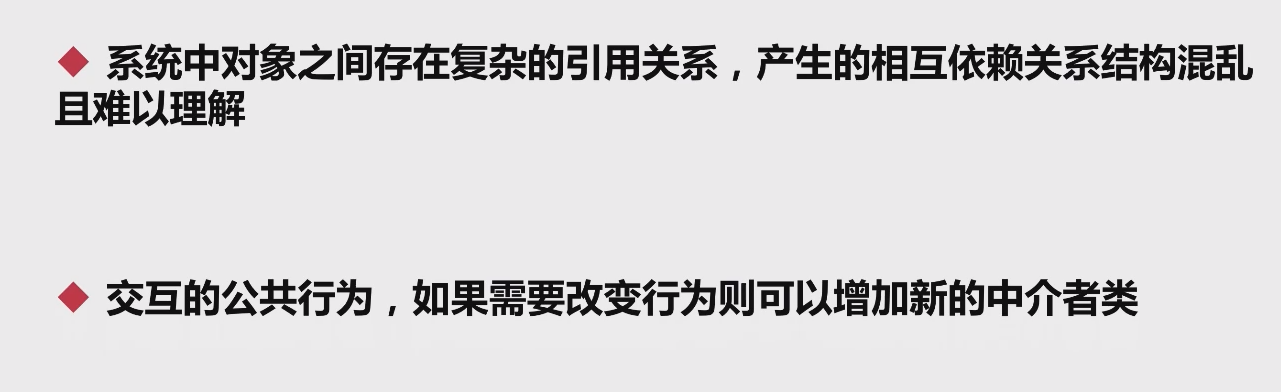 ◆ 系统中对象之间存在复杂的引用关系，产生的相互依赖关系结构混乱
且难以理解
◆ 交互的公共行为，如果需要改变行为则可以增加新的中介者类